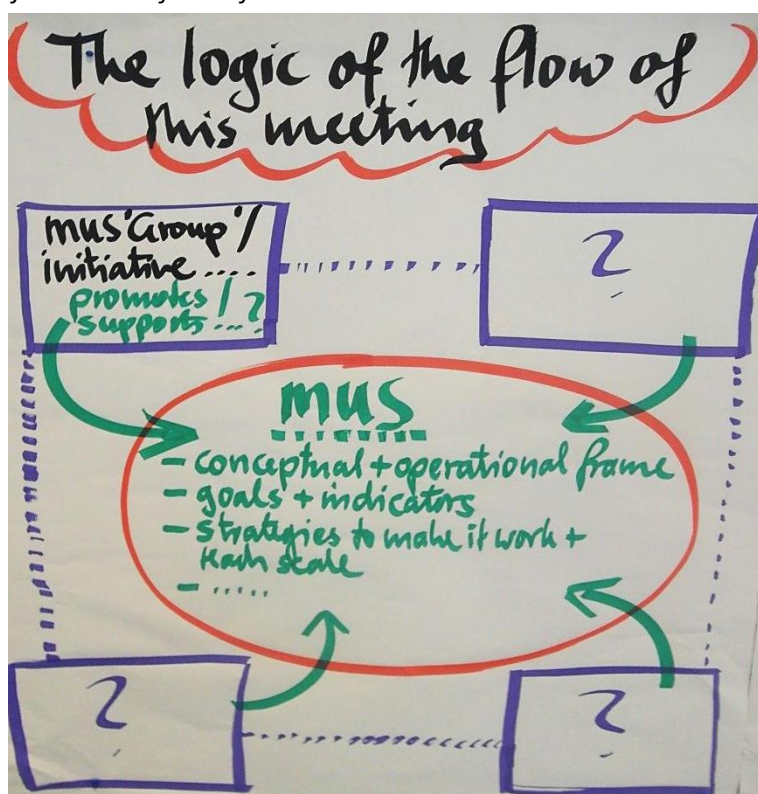 The logic of the flow of
this meeting
mus 'Group' /
initiative ....
promotes / ?
supports ....
?
mus
- conceptual + operational frame
- goals + indicators
- strategies to make it work +
reach scale
- .....
?
?